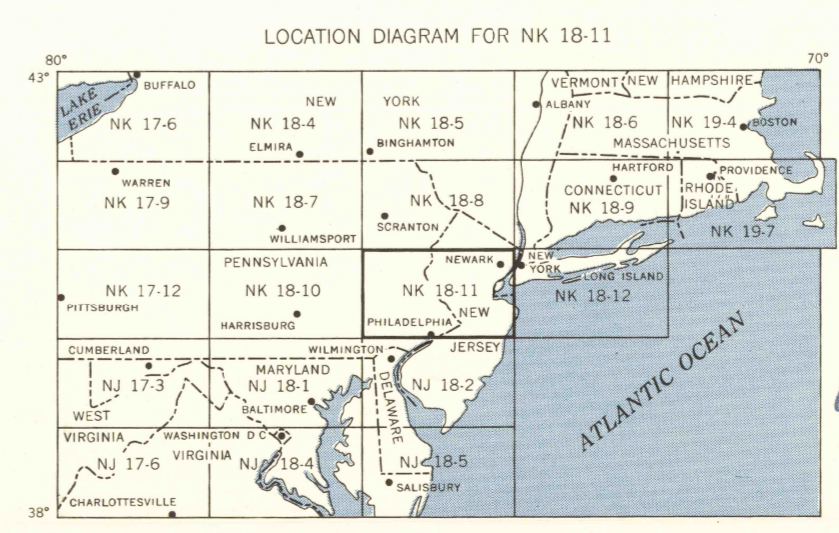 LOCATION DIAGRAM FOR NK 18-11
80° 70°
43°
LAKE ERIE
BUFFALO
NK 17-6
NEW YORK
NK 18-4
ELMIRA
NK 18-5
BINGHAMTON
ALBANY
VERMONT
NEW HAMPSHIRE
NK 18-6
NK 19-4
BOSTON
MASSACHUSETTS
WARREN
NK 17-9
NK 18-7
WILLIAMSPORT
NK 18-8
SCRANTON
HARTFORD
CONNECTICUT
NK 18-9
PROVIDENCE
RHODE ISLAND
NK 19-7
PENNSYLVANIA
NK 17-12
PITTSBURGH
NK 18-10
HARRISBURG
NEWARK
NK 18-11
PHILADELPHIA
NEW JERSEY
NEW YORK
LONG ISLAND
NK 18-12
CUMBERLAND
NJ 17-3
WEST VIRGINIA
MARYLAND
NJ 18-1
BALTIMORE
WILMINGTON
DELAWARE
NJ 18-2
ATLANTIC OCEAN
NJ 17-6
WASHINGTON D C
VIRGINIA
NJ 18-4
NJ 18-5
SALISBURY
CHARLOTTESVILLE
38°